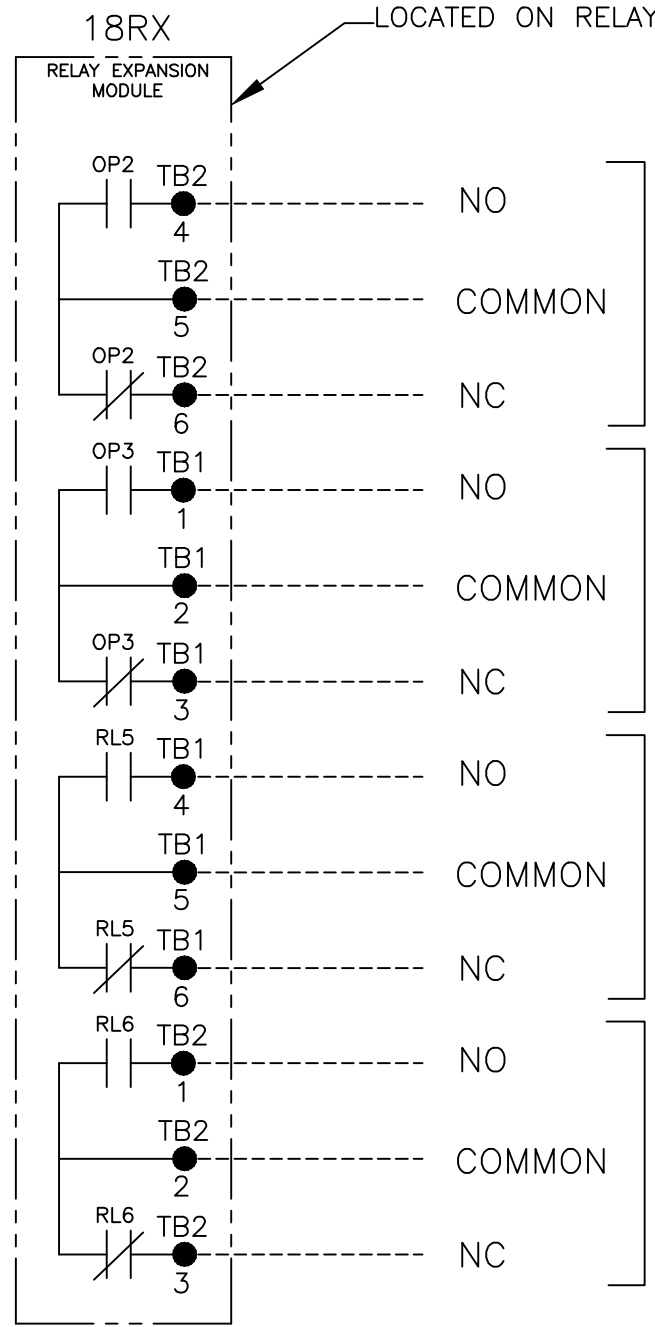 LOCATED ON RELAY
18RX
RELAY EXPANSION
MODULE
OP2 TB2 NO
4
TB2 COMMON
5
OP2 TB2 NC
6
OP3 TB1 NO
1
TB1 COMMON
2
OP3 TB1 NC
3
RL5 TB1 NO
4
TB1 COMMON
5
RL5 TB1 NC
6
RL6 TB2 NO
1
TB2 COMMON
2
RL6 TB2 NC
3